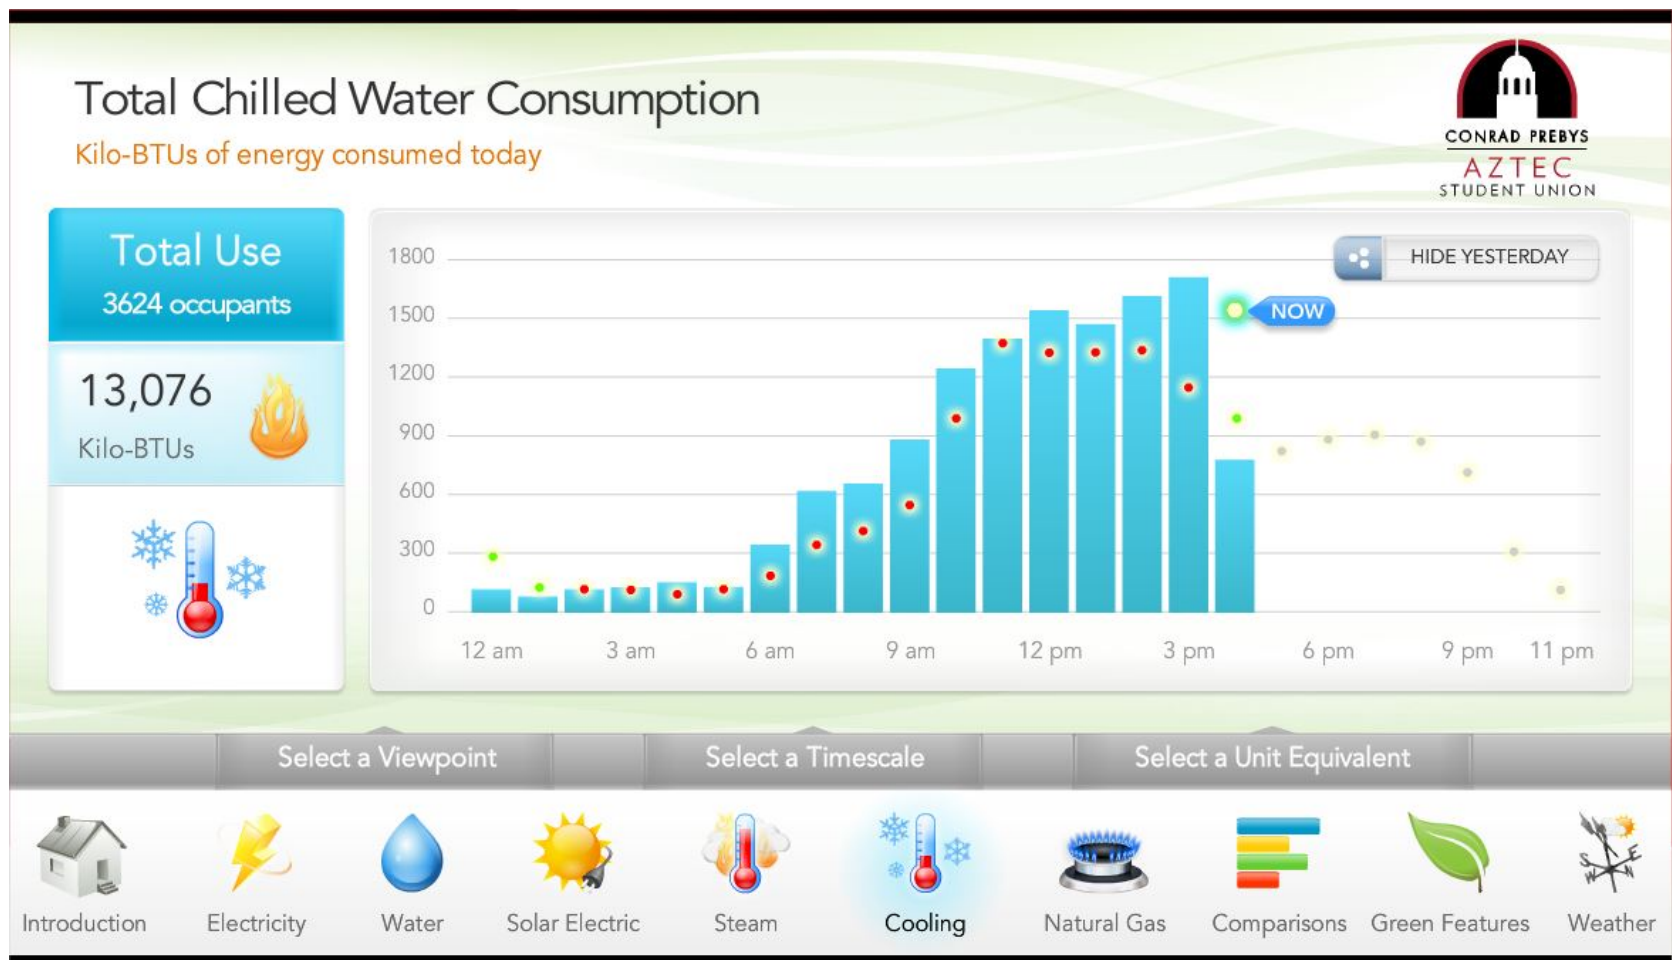 Total Chilled Water Consumption
Kilo-BTUs of energy consumed today
CONRAD PREBYS
AZTEC
STUDENT UNION
Total Use
3624 occupants
13,076
Kilo-BTUs
HIDE YESTERDAY
NOW
1800
1500
1200
900
600
300
0
12 am 3 am 6 am 9 am 12 pm 3 pm 6 pm 9 pm 11 pm
Select a Viewpoint Select a Timescale Select a Unit Equivalent
Introduction Electricity Water Solar Electric Steam Cooling Natural Gas Comparisons Green Features Weather